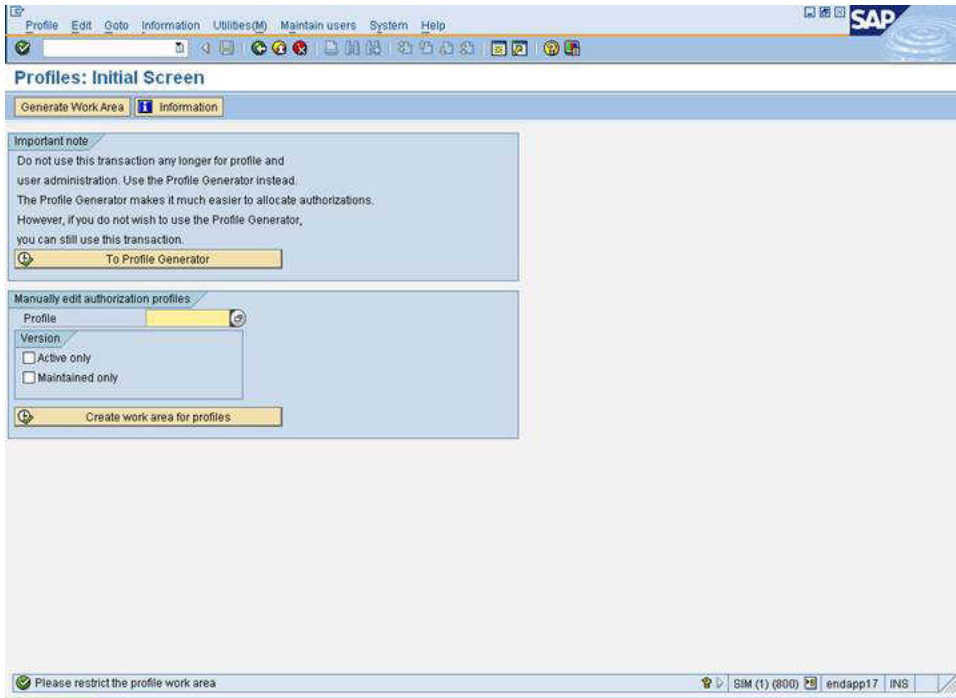 Profile Edit Goto Information Utilities(M) Maintain users System Help
SAP
Profiles: Initial Screen
Generate Work Area Information
Important note
Do not use this transaction any longer for profile and
user administration. Use the Profile Generator instead.
The Profile Generator makes it much easier to allocate authorizations.
However, if you do not wish to use the Profile Generator,
you can still use this transaction.
To Profile Generator
Manually edit authorization profiles
Profile
Version
Active only
Maintained only
Create work area for profiles
Please restrict the profile work area SIM (1) (800) endapp17 INS